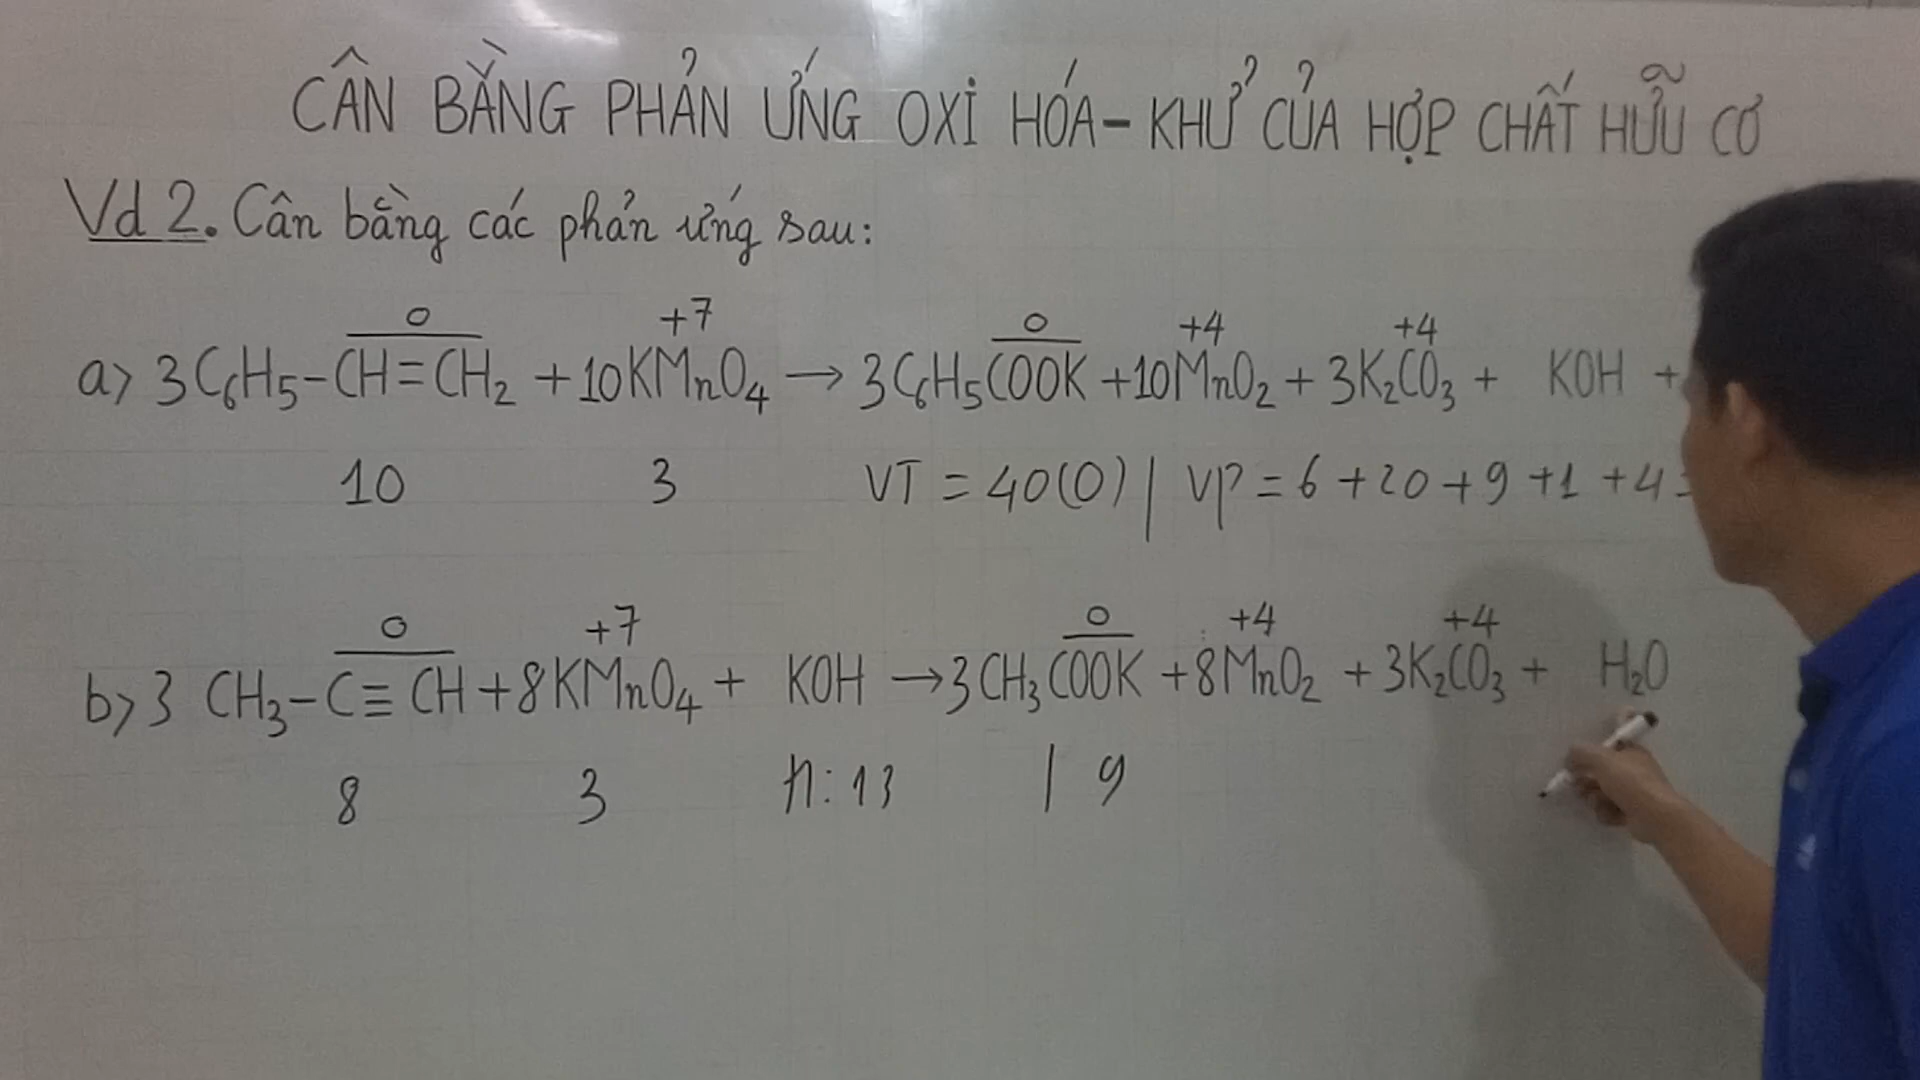 CÂN BẰNG PHẢN ỨNG OXI HÓA-KHỬ CỦA HỢP CHẤT HỮU CƠ
Vd 2. Cân bằng các phản ứng sau:
0 +7 0 +4 +4
a> 3C6H5-CH=CH2 + 10KMnO4 → 3C6H5COOK + 10MnO2 + 3K2CO3 + KOH +
10 3 VT = 40(O) | VP = 6 + 20 + 9 + 1 + 4 =
0 +7 0 +4 +4
b> 3 CH3-C≡CH + 8KMnO4 + KOH → 3CH3COOK + 8MnO2 + 3K2CO3 + H2O
8 3 : 13 | 9